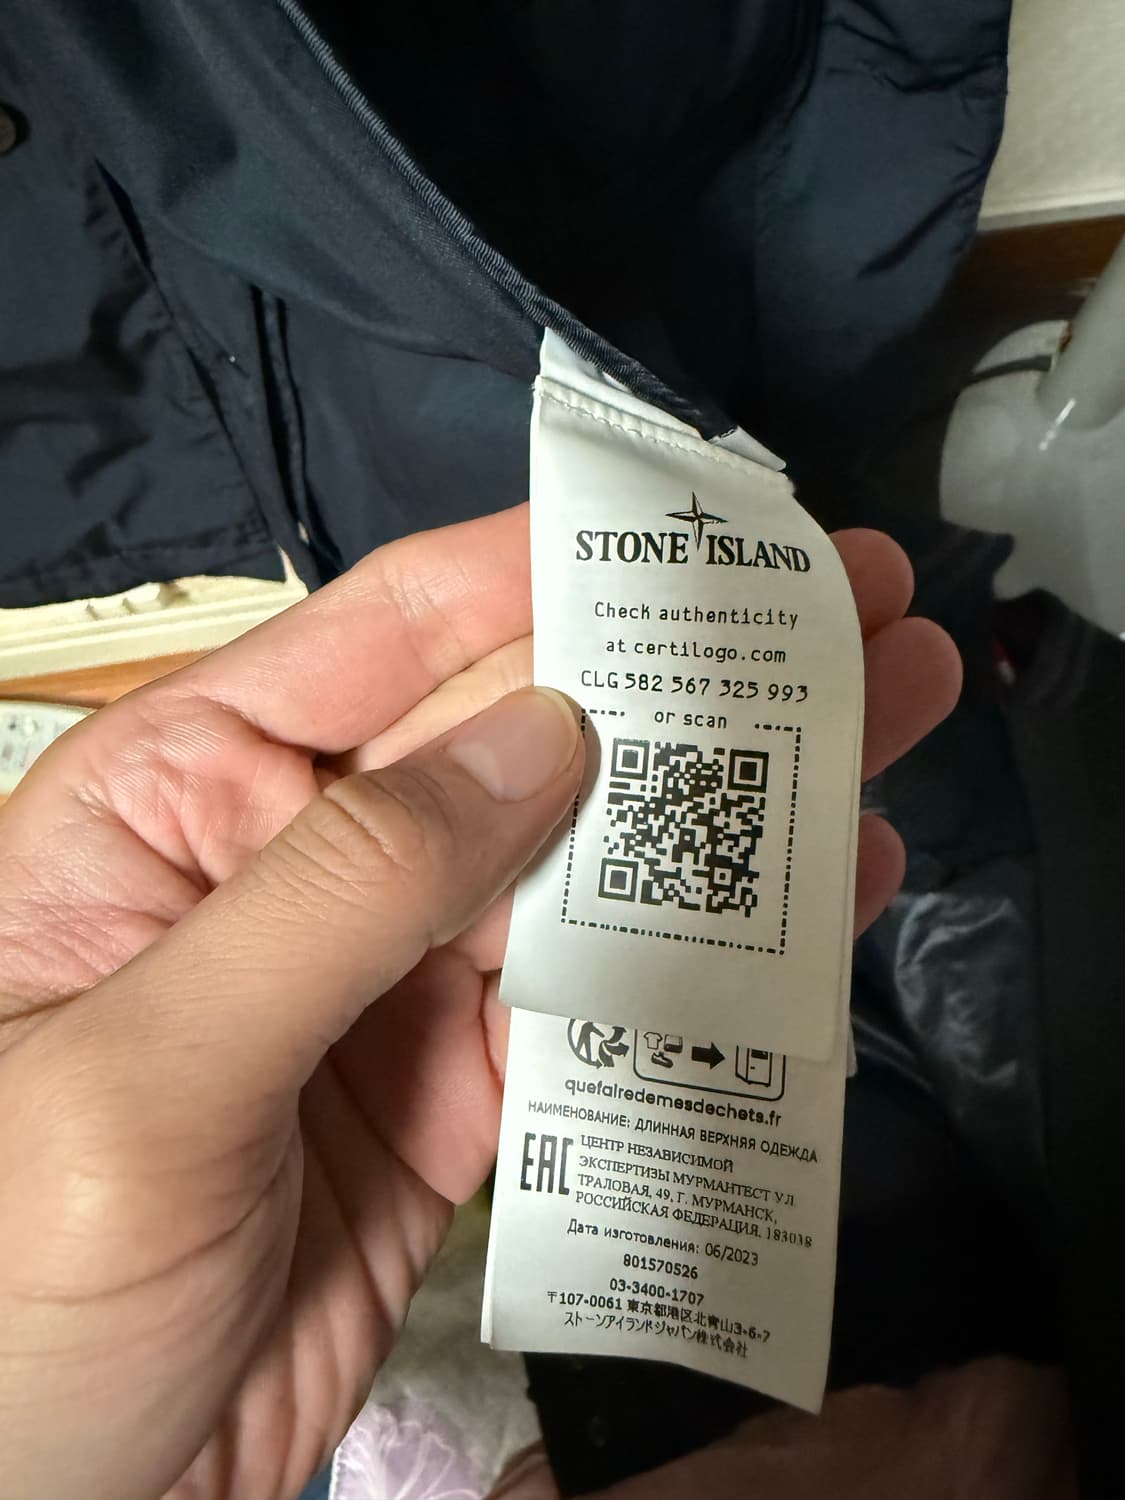 STONE ISLAND
Check authenticity
at certilogo.com
CLG 582 567 325 993
or scan
quefairedemesdechets.fr
НАИМЕНОВАНИЕ: ДЛИННАЯ ВЕРХНЯЯ ОДЕЖДА
EAC
ЦЕНТР НЕЗАВИСИМОЙ
ЭКСПЕРТИЗЫ МУРМАНТЕСТ УЛ
ТРАЛОВАЯ, 49, Г. МУРМАНСК,
РОССИЙСКАЯ ФЕДЕРАЦИЯ, 183038
Дата изготовления: 06/2023
801570526
03-3400-1707
〒107-0061 東京都港区北青山3-6-7
ストーンアイランドジャパン株式会社